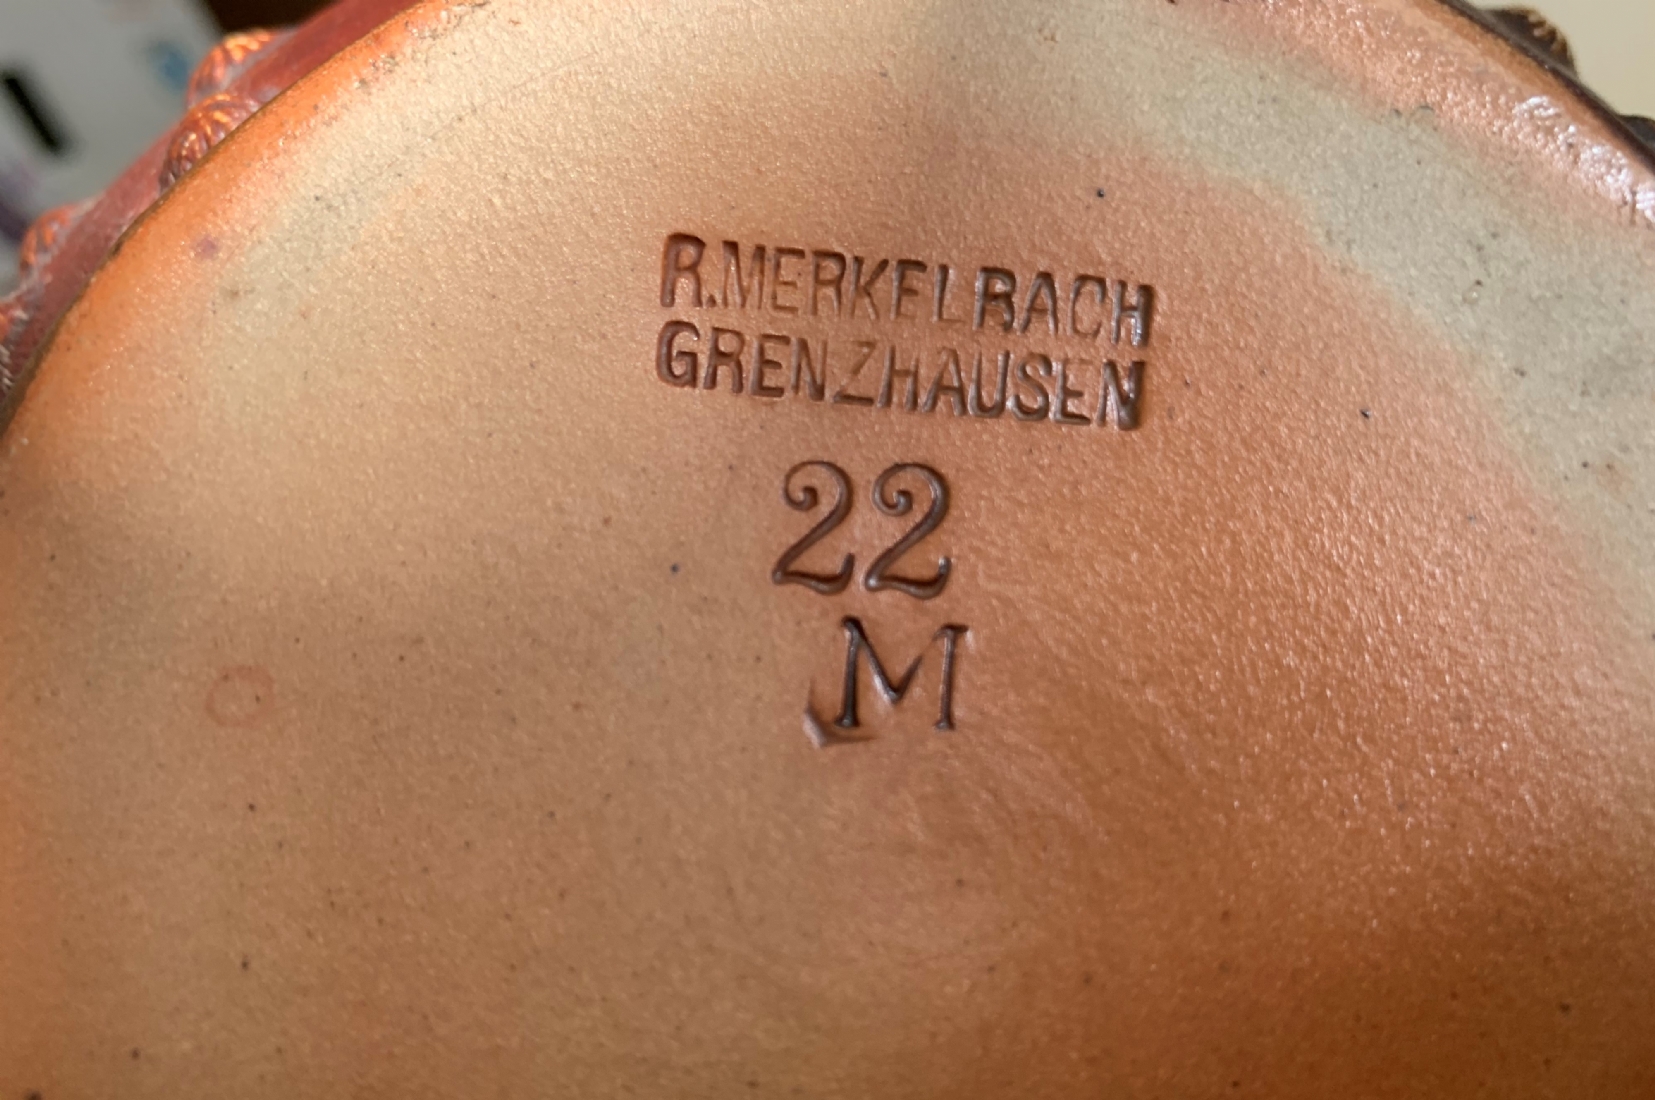 R.MERKELBACH
GRENZHAUSEN
22
M